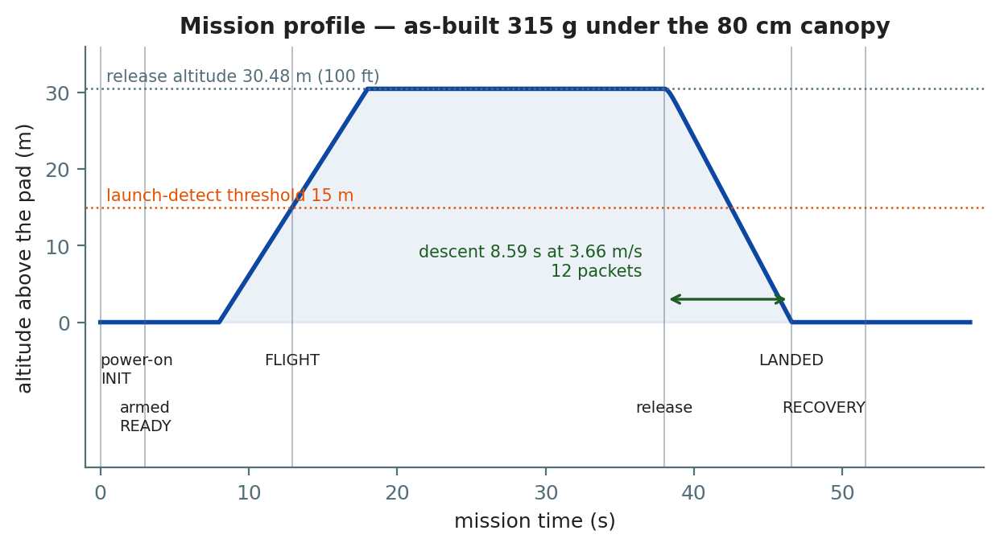 Mission profile — as-built 315 g under the 80 cm canopy
release altitude 30.48 m (100 ft)
launch-detect threshold 15 m
descent 8.59 s at 3.66 m/s
12 packets
altitude above the pad (m)
30
20
10
0
power-on
INIT
FLIGHT
LANDED
armed
READY
release
RECOVERY
0
10
20
30
40
50
mission time (s)